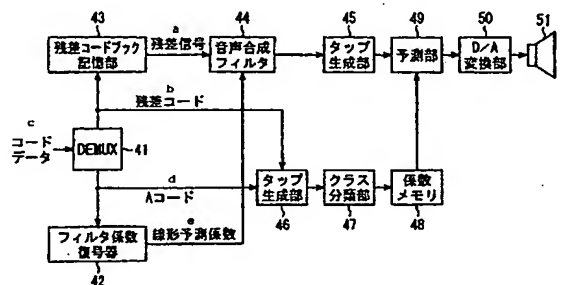 43
a
44
45
49
50
51
残差コードブック
記憶部
残差信号
音声合成
フィルタ
タップ
生成部
予測部
D/A
変換部
b
残差コード
c
コード
データ
DEMUX
41
d
Aコード
タップ
生成部
クラス
分類部
係数
メモリ
46
47
48
e
線形予測係数
フィルタ係数
復号器
42